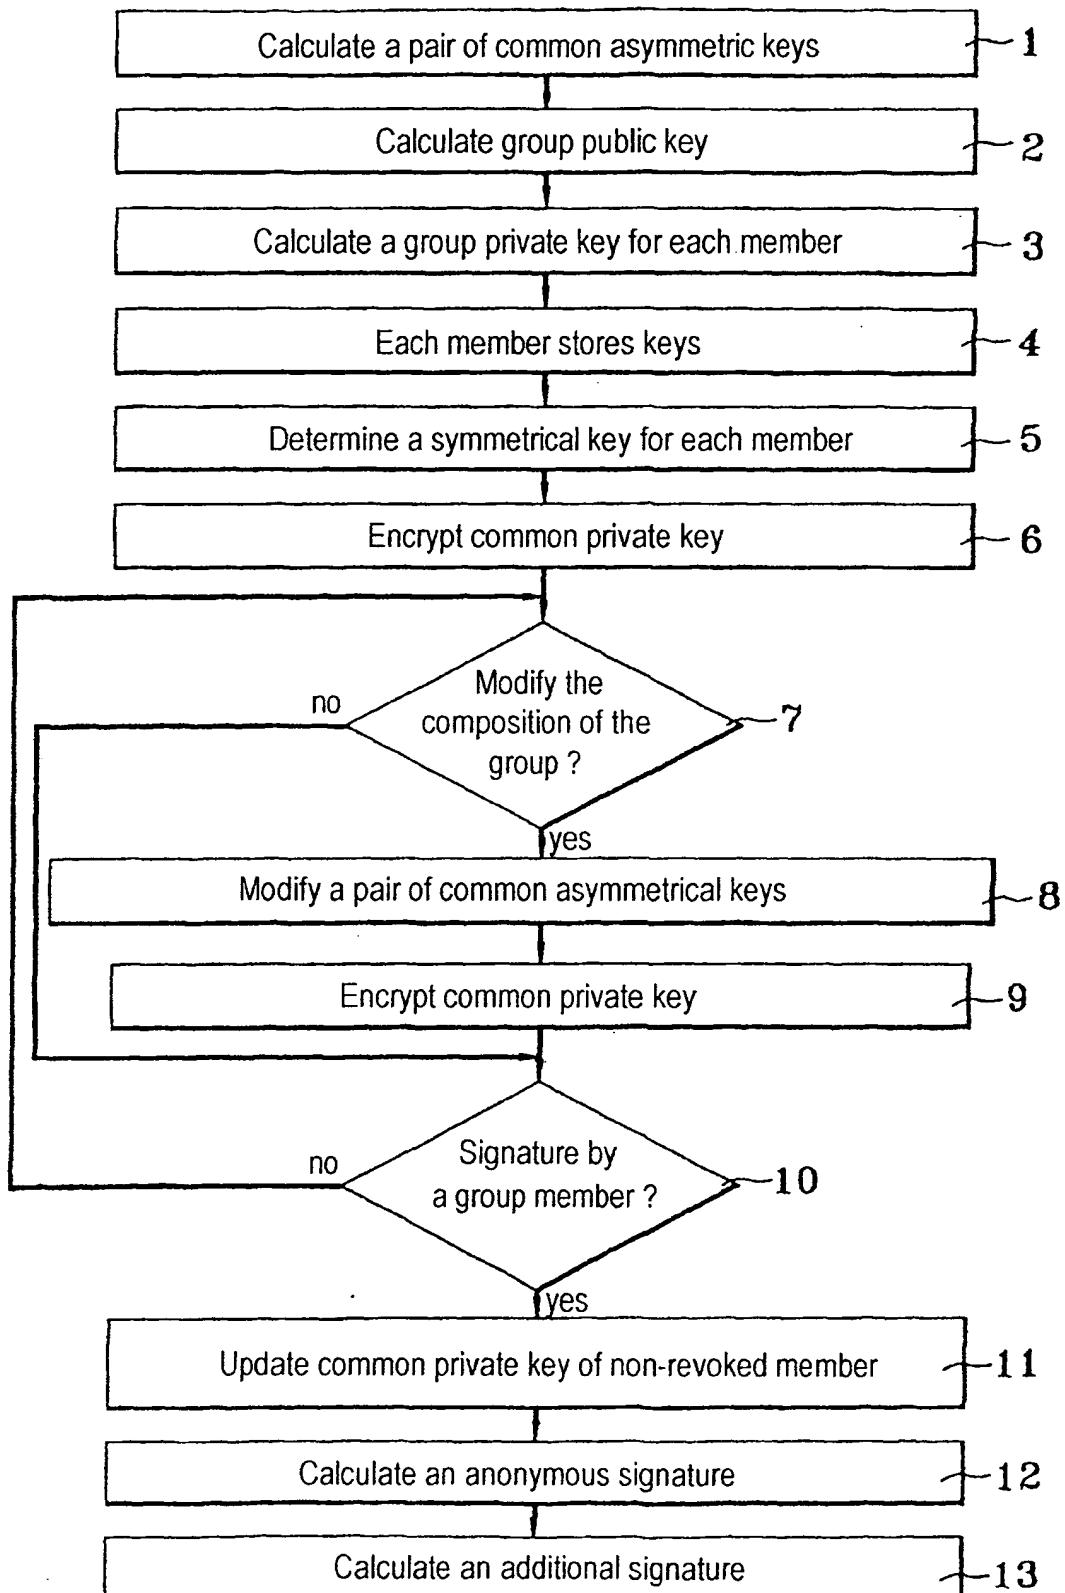 Calculate a pair of common asymmetric keys 1
Calculate group public key 2
Calculate a group private key for each member 3
Each member stores keys 4
Determine a symmetrical key for each member 5
Encrypt common private key 6
no
Modify the
composition of the
group ?
7
yes
Modify a pair of common asymmetrical keys 8
Encrypt common private key 9
no
Signature by
a group member ?
10
yes
Update common private key of non-revoked member 11
Calculate an anonymous signature 12
Calculate an additional signature 13